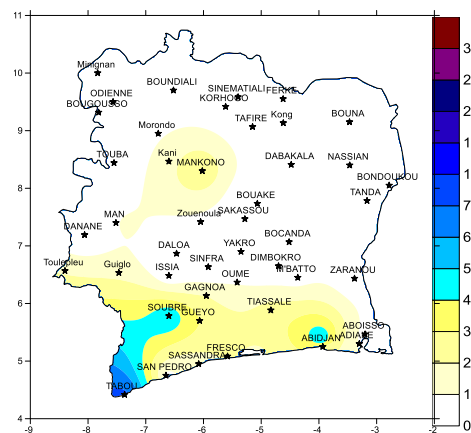 11
10
9
8
7
6
5
4
-9
-8
-7
-6
-5
-4
-3
-2
Minignan
ODIENNE
BOUGOUSSO
BOUNDIALI
SINEMATIALI
FERKE
KORHOGO
Kong
TAFIRE
BOUNA
Morondo
Kani
TOUBA
MANKONO
DABAKALA
NASSIAN
BONDOUKOU
TANDA
BOUAKE
Zouenoula
SAKASSOU
MAN
DANANE
BOCANDA
DALOA
YAKRO
SINFRA
DIMBOKRO
Toulepleu
Guiglo
ISSIA
OUME
M'BATTO
ZARANOU
GAGNOA
SOUBRE
GUEYO
TIASSALE
ABOISSO
ABIDJAN
ADIAKE
FRESCO
SASSANDRA
SAN PEDRO
TABOU
3
2
2
1
1
7
6
5
4
3
2
1
0